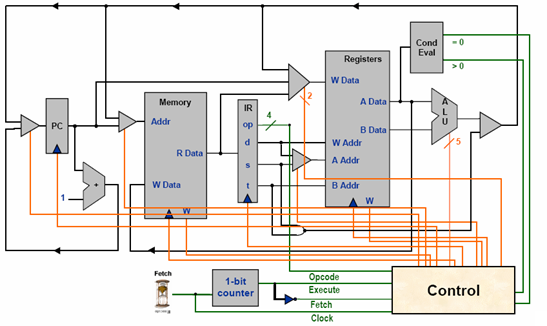 Registers
Cond
Eval
= 0
> 0
Memory
W Data
2
A Data
A
L
U
PC
Addr
IR
op
4
B Data
R Data
d
W Addr
s
A Addr
5
1
+
W Data
t
B Addr
W
W
Fetch
1-bit
counter
Opcode
Execute
Fetch
Clock
Control